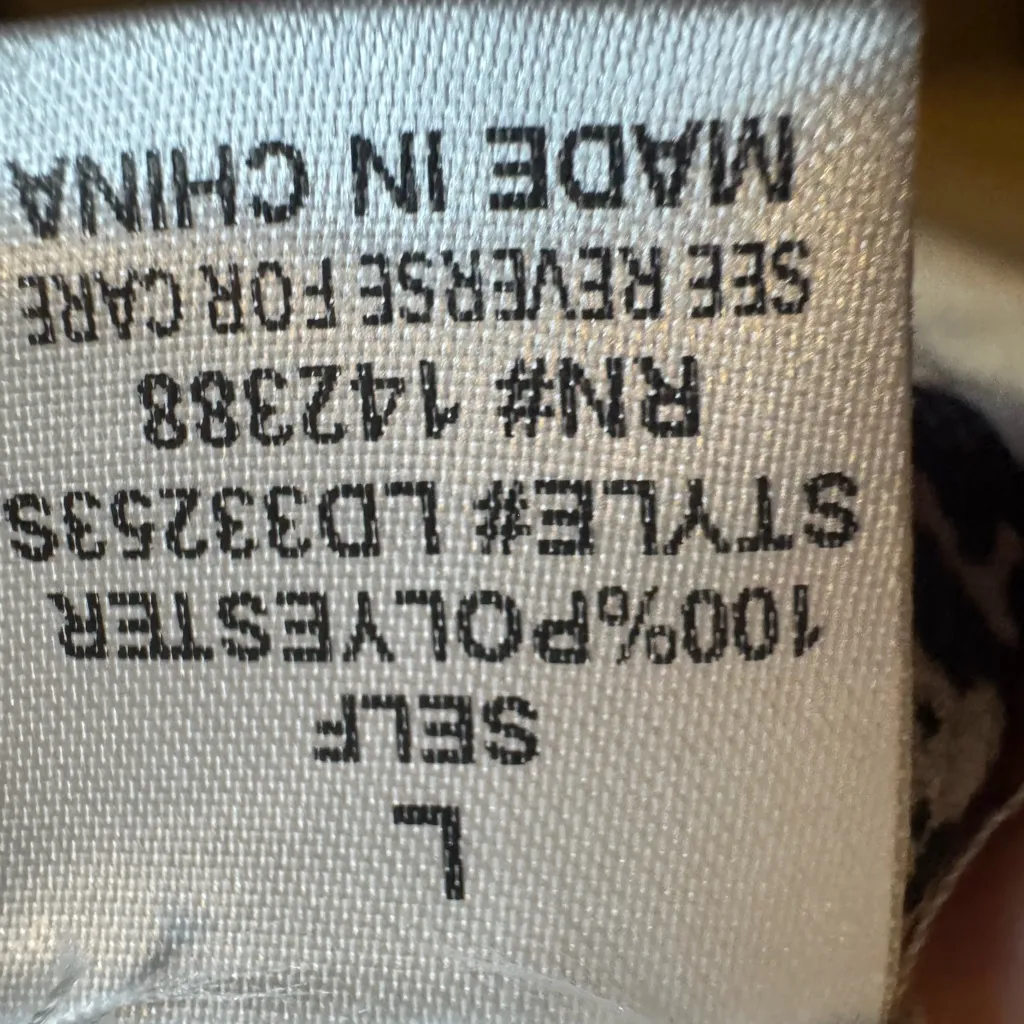 L
SELF
100%POLYESTER
STYLE# LD33253S
RN# 142388
SEE REVERSE FOR CARE
MADE IN CHINA